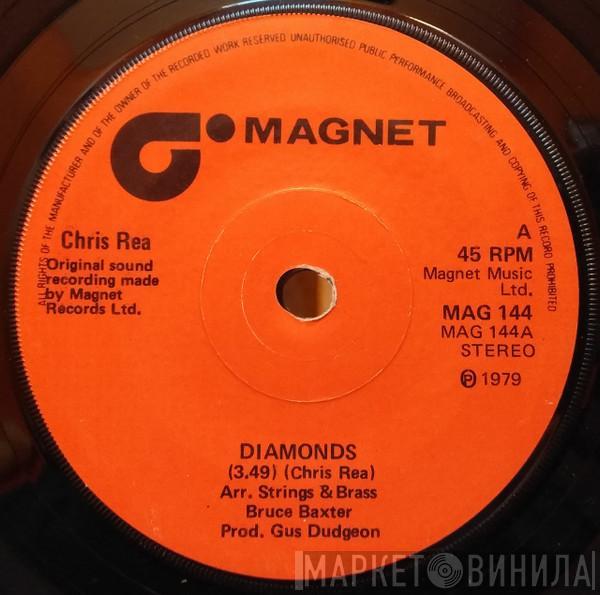 ALL RIGHTS OF THE MANUFACTURER AND OF THE OWNER OF THE RECORDED WORK RESERVED UNAUTHORISED PUBLIC PERFORMANCE BROADCASTING AND COPYING OF THIS RECORD PROHIBITED
MAGNET
Chris Rea
Original sound
recording made
by Magnet
Records Ltd.
A
45 RPM
Magnet Music
Ltd.
MAG 144
MAG 144A
STEREO
℗ 1979
DIAMONDS
(3.49) (Chris Rea)
Arr. Strings & Brass
Bruce Baxter
Prod. Gus Dudgeon
МАРКЕТ ВИНИЛА